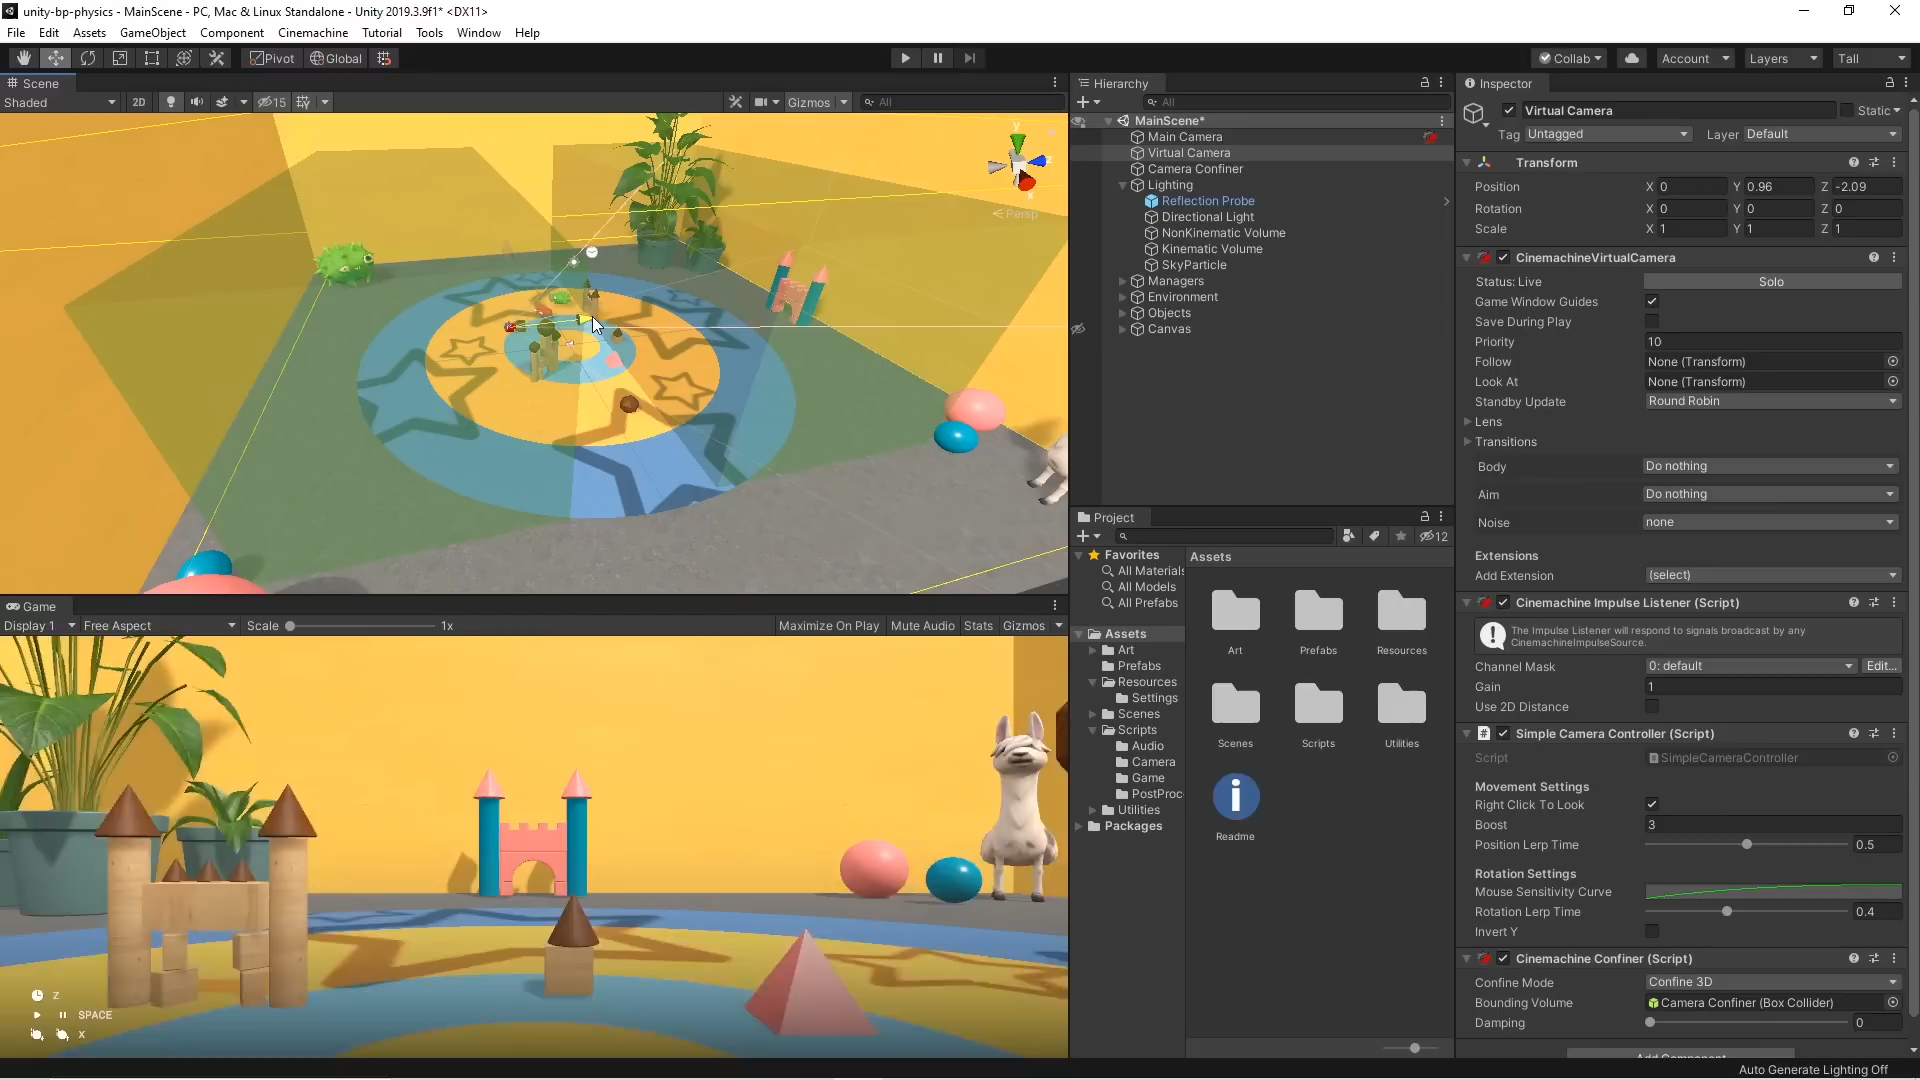 unity-bp-physics - MainScene - PC, Mac & Linux Standalone - Unity 2019.3.9f1* <DX11>
File Edit Assets GameObject Component Cinemachine Tutorial Tools Window Help
Pivot Global Collab Account Layers Tall
Scene
Shaded 2D 15 Gizmos All
y
x
Persp
Game
Display 1 Free Aspect Scale 1x Maximize On Play Mute Audio Stats Gizmos
Z
SPACE
X
Hierarchy
All
MainScene*
Main Camera
Virtual Camera
Camera Confiner
Lighting
Reflection Probe
Directional Light
NonKinematic Volume
Kinematic Volume
SkyParticle
Managers
Environment
Objects
Canvas
Project
12
Favorites
All Materials
All Models
All Prefabs
Assets
Art
Prefabs
Resources
Settings
Scenes
Scripts
Audio
Camera
Game
PostProc
Utilities
Packages
Assets
Art Prefabs Resources
Scenes Scripts Utilities
Readme
Inspector
Virtual Camera Static
Tag Untagged Layer Default
Transform
Position X 0 Y 0.96 Z -2.09
Rotation X 0 Y 0 Z 0
Scale X 1 Y 1 Z 1
CinemachineVirtualCamera
Status: Live Solo
Game Window Guides
Save During Play
Priority 10
Follow None (Transform)
Look At None (Transform)
Standby Update Round Robin
Lens
Transitions
Body Do nothing
Aim Do nothing
Noise none
Extensions
Add Extension (select)
Cinemachine Impulse Listener (Script)
The Impulse Listener will respond to signals broadcast by any
CinemachineImpulseSource.
Channel Mask 0: default Edit...
Gain 1
Use 2D Distance
Simple Camera Controller (Script)
Script SimpleCameraController
Movement Settings
Right Click To Look
Boost 3
Position Lerp Time 0.5
Rotation Settings
Mouse Sensitivity Curve
Rotation Lerp Time 0.4
Invert Y
Cinemachine Confiner (Script)
Confine Mode Confine 3D
Bounding Volume Camera Confiner (Box Collider)
Damping 0
Add Component
Auto Generate Lighting Off